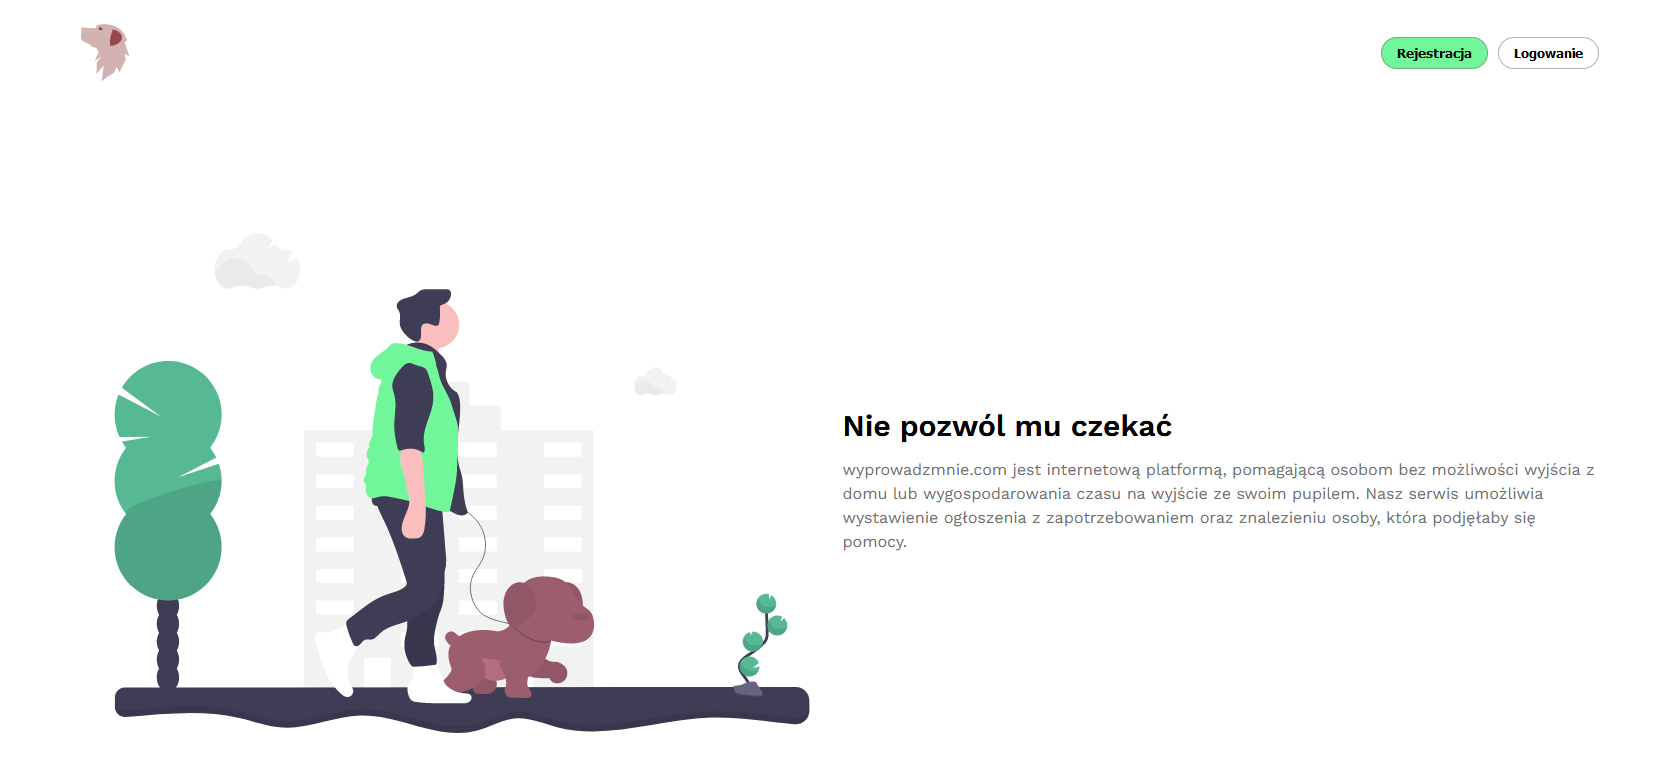 Rejestracja
Logowanie
Nie pozwól mu czekać
wyprowadzmnie.com jest internetową platformą, pomagającą osobom bez możliwości wyjścia z
domu lub wygospodarowania czasu na wyjście ze swoim pupilem. Nasz serwis umożliwia
wystawienie ogłoszenia z zapotrzebowaniem oraz znalezieniu osoby, która podjęłaby się
pomocy.